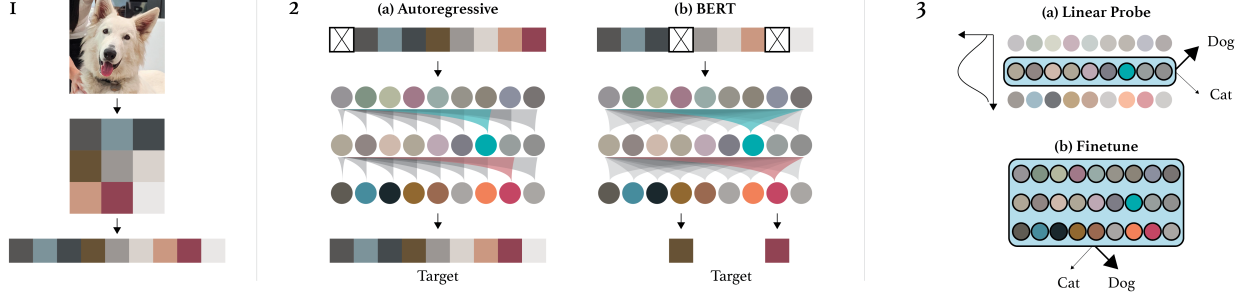 1
2
(a) Autoregressive
(b) BERT
Target
Target
3
(a) Linear Probe
Dog
Cat
(b) Finetune
Cat
Dog